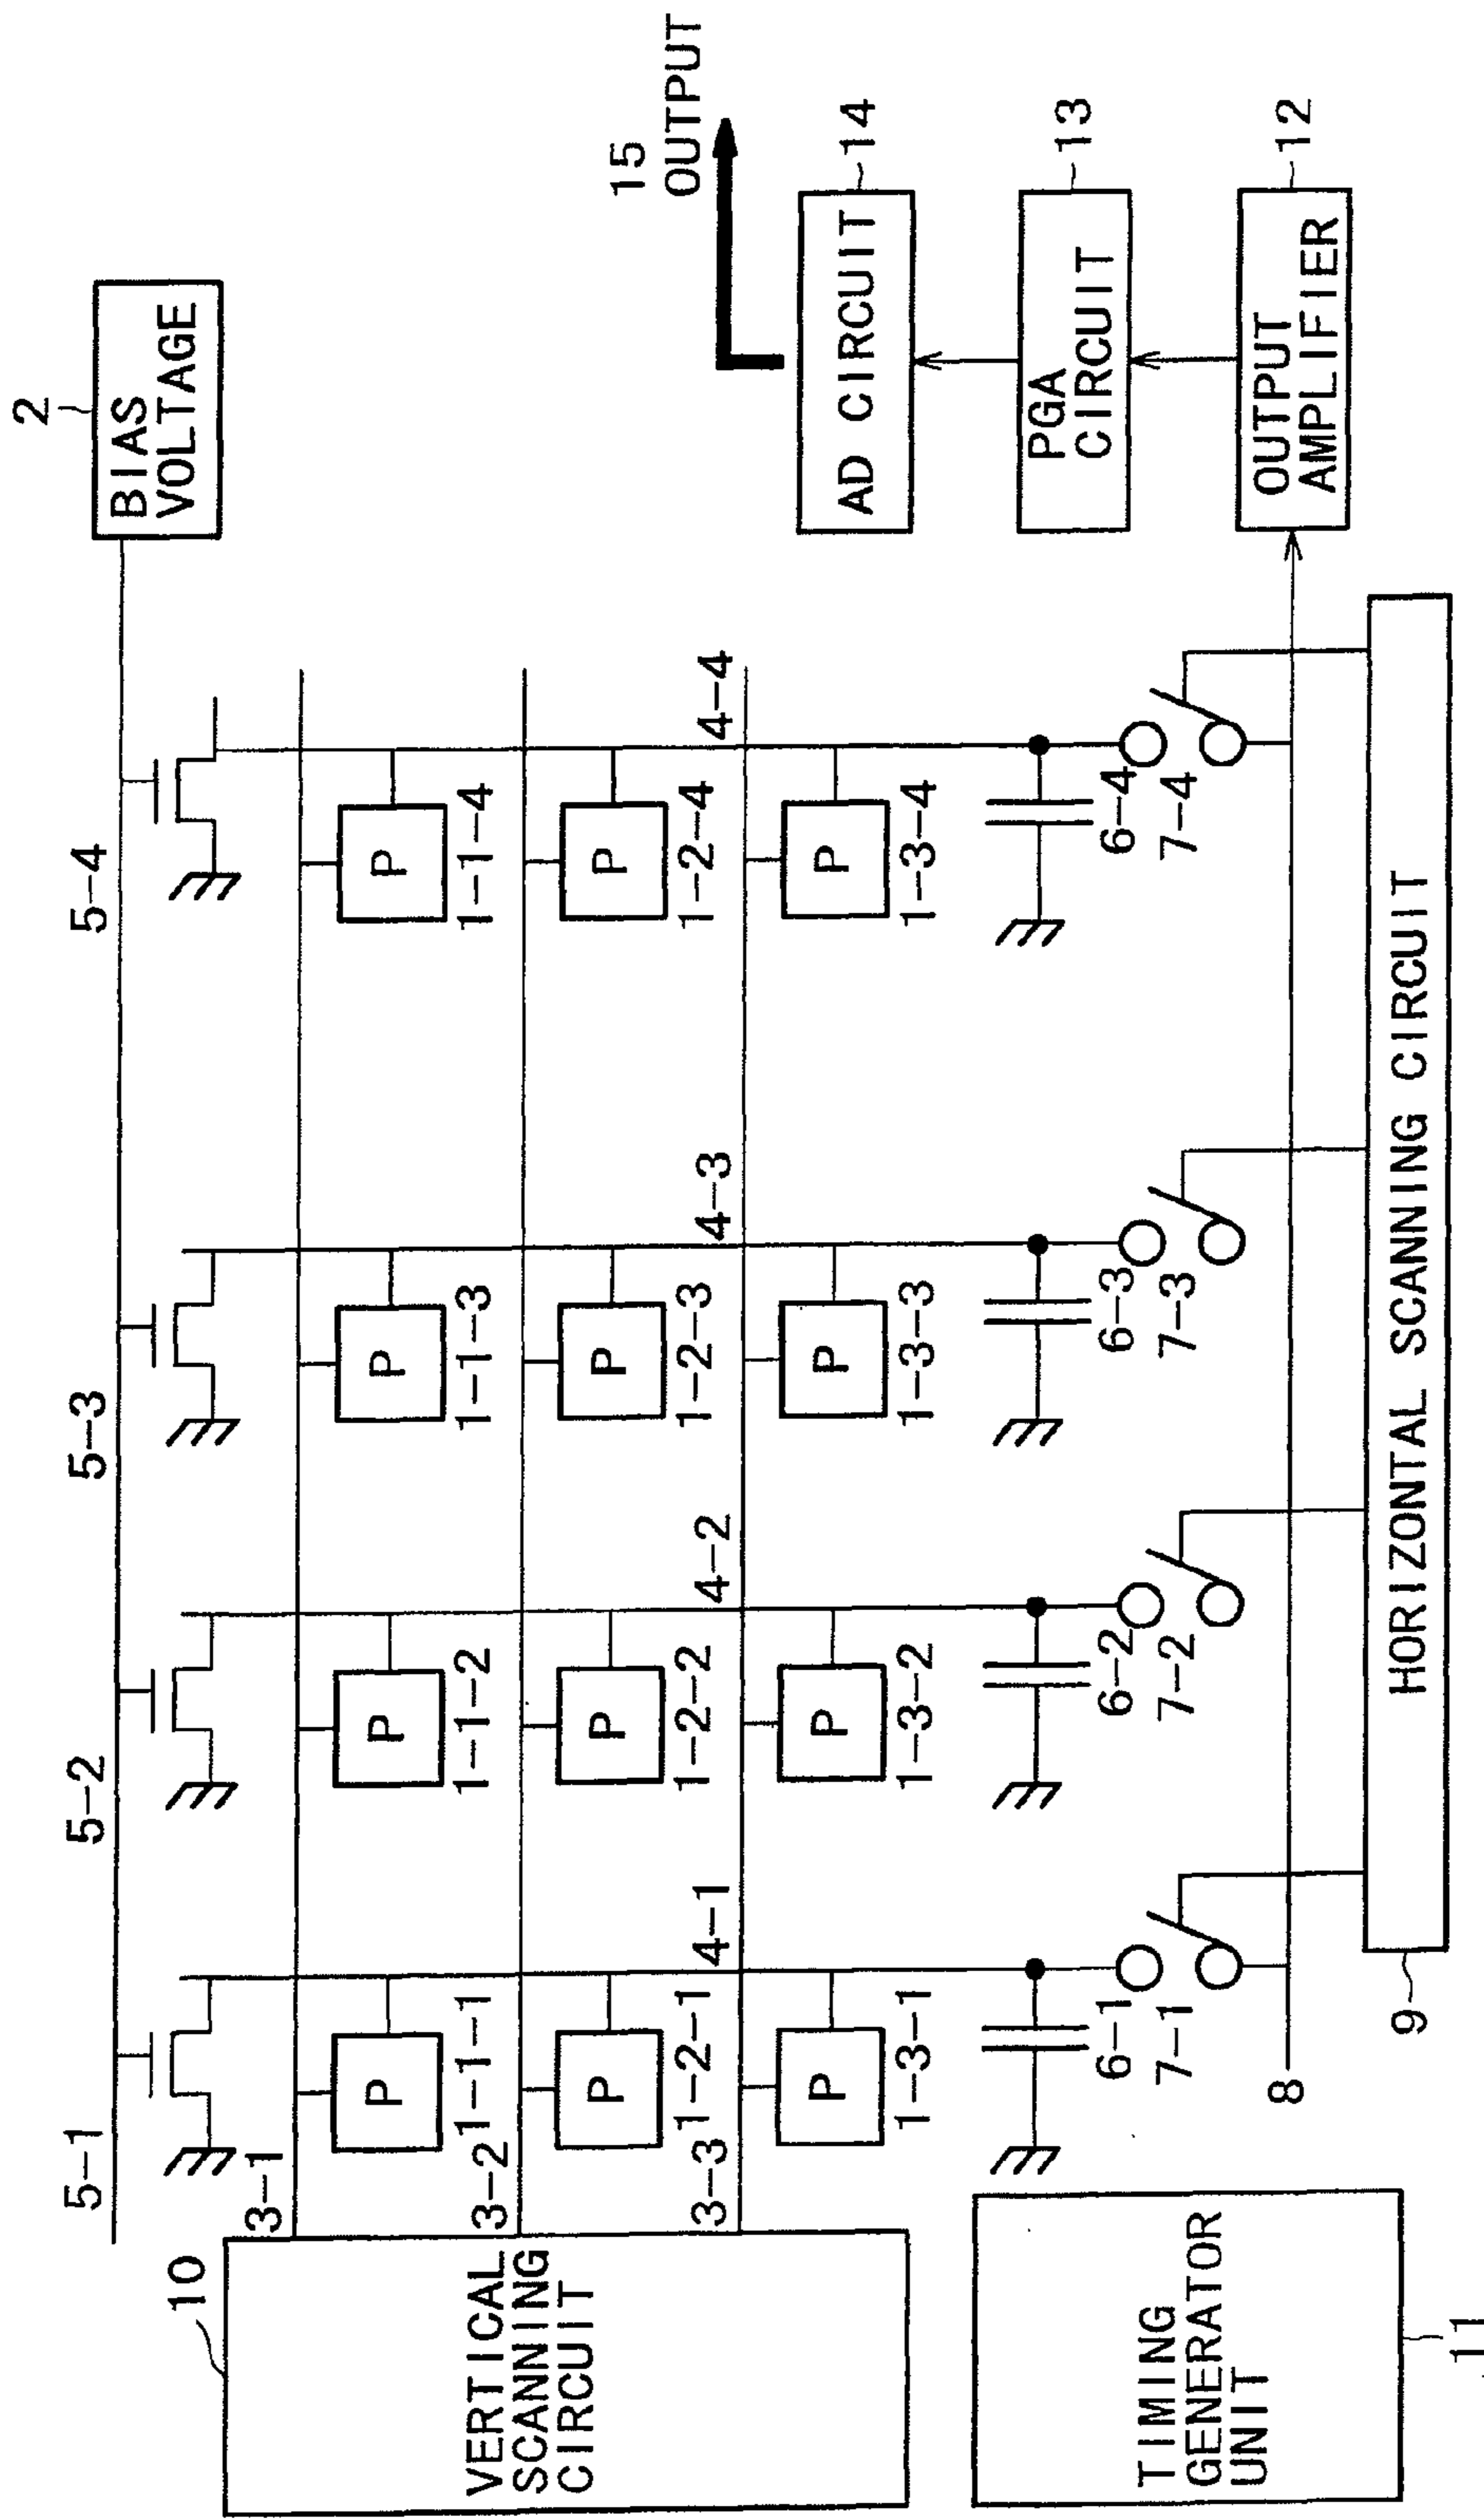 2
BIAS
VOLTAGE
5-1
5-2
5-3
5-4
10
VERTICAL
SCANNING
CIRCUIT
3-1
P
P
P
P
1-1-1
1-1-2
1-1-3
1-1-4
3-2
P
P
P
P
1-2-1
1-2-2
1-2-3
1-2-4
3-3
4-1
4-2
4-3
4-4
P
P
P
P
1-3-1
1-3-2
1-3-3
1-3-4
6-1
6-2
6-3
6-4
7-1
7-2
7-3
7-4
8
9
HORIZONTAL SCANNING CIRCUIT
TIMING
GENERATOR
UNIT
11
15
OUTPUT
AD CIRCUIT
14
PGA
CIRCUIT
13
OUTPUT
AMPLIFIER
12